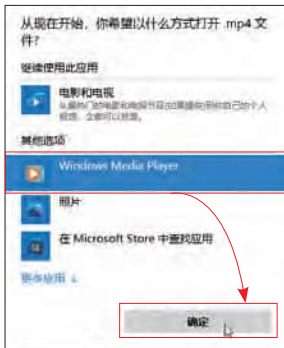 从现在开始，你希望以什么方式打开 .mp4 文
件?
继续使用此应用
电影和电视
其他选项
Windows Media Player
照片
在 Microsoft Store 中查找应用
更多应用 ↓
确定